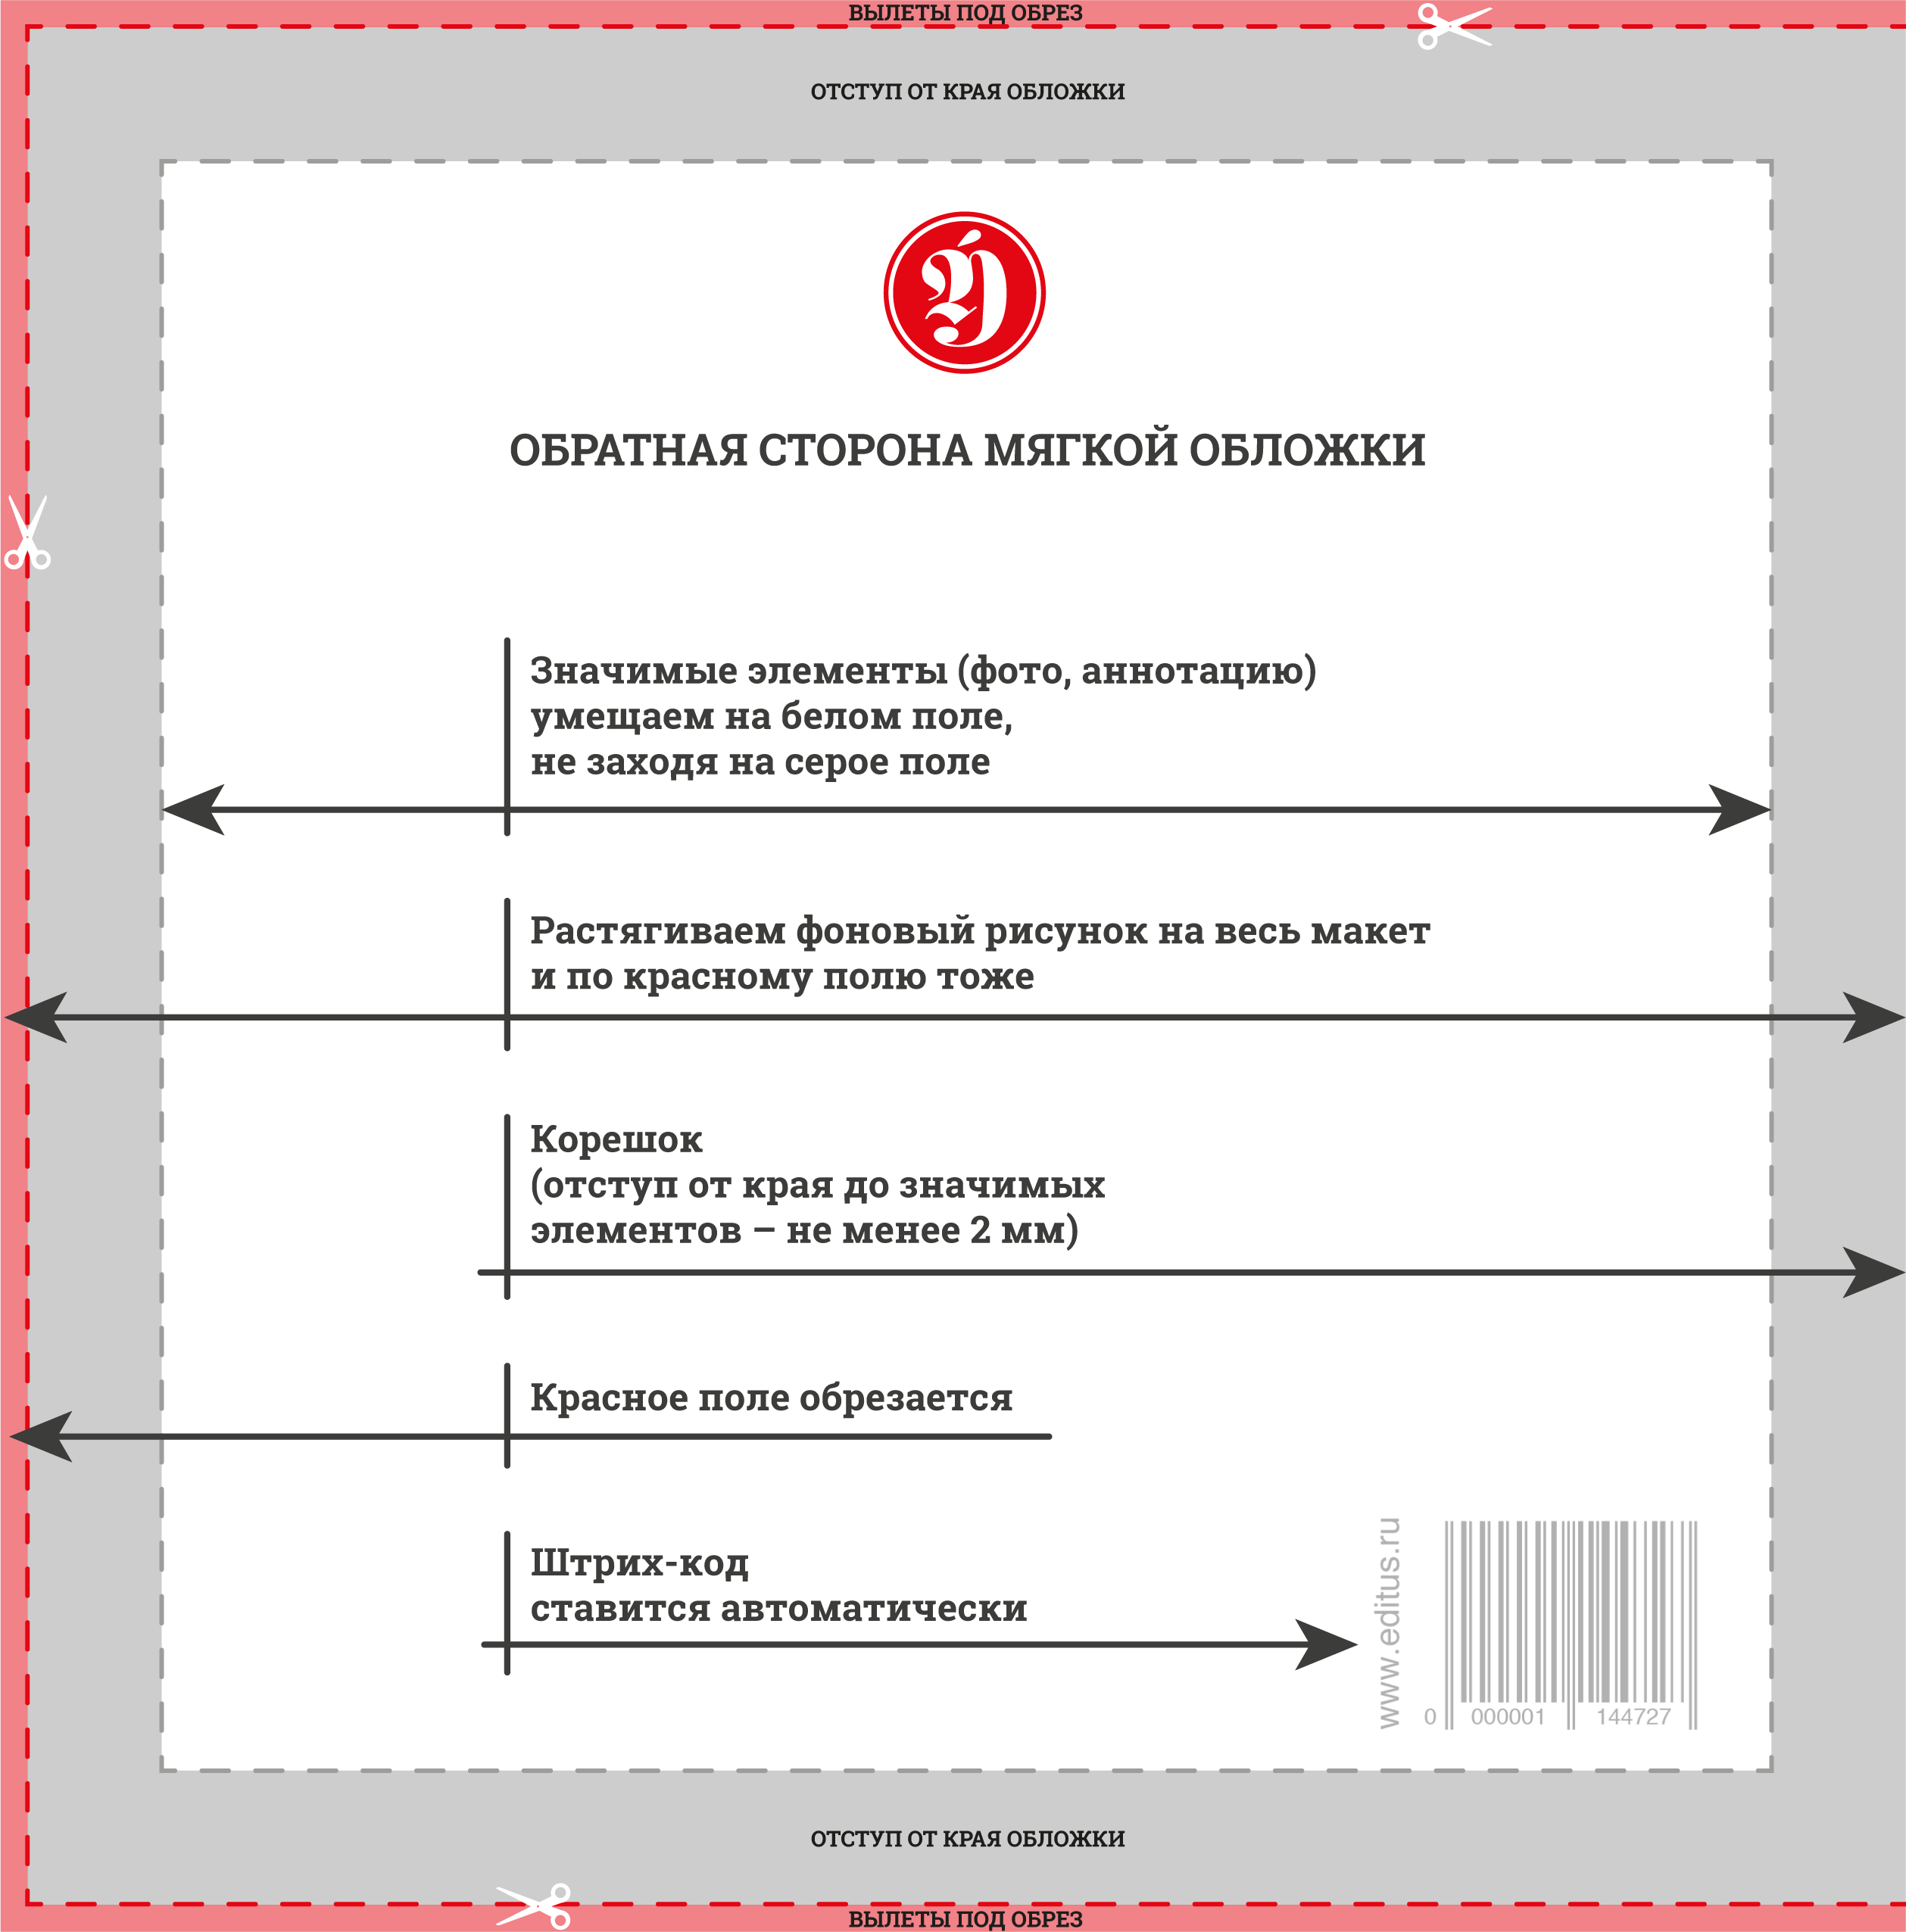 ВЫЛЕТЫ ПОД ОБРЕЗ
ОТСТУП ОТ КРАЯ ОБЛОЖКИ
ОБРАТНАЯ СТОРОНА МЯГКОЙ ОБЛОЖКИ
Значимые элементы (фото, аннотацию)
умещаем на белом поле,
не заходя на серое поле
Растягиваем фоновый рисунок на весь макет
и по красному полю тоже
Корешок
(отступ от края до значимых
элементов – не менее 2 мм)
Красное поле обрезается
Штрих-код
ставится автоматически
www.editus.ru
0 000001 144727
ОТСТУП ОТ КРАЯ ОБЛОЖКИ
ВЫЛЕТЫ ПОД ОБРЕЗ